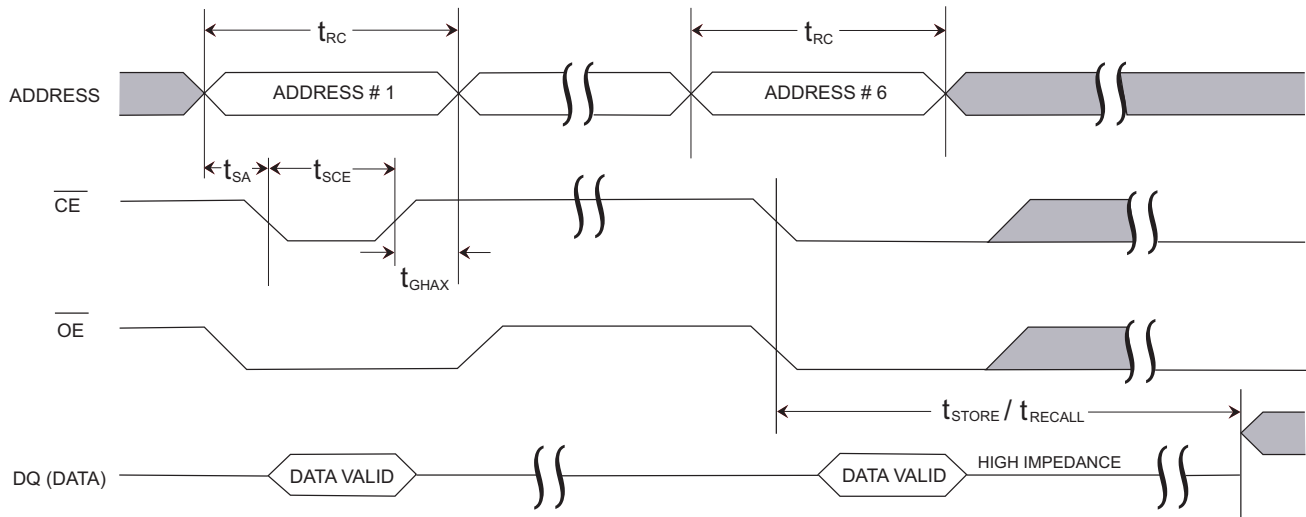 tRC
tRC
ADDRESS
ADDRESS # 1
ADDRESS # 6
tSA
tSCE
CE
tGHAX
OE
tSTORE / tRECALL
DQ (DATA)
DATA VALID
DATA VALID
HIGH IMPEDANCE